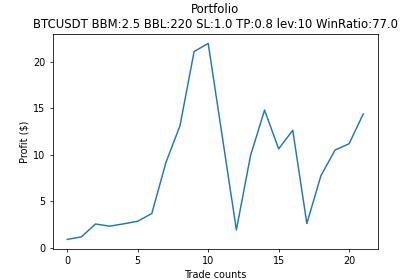 Portfolio
BTCUSDT BBM:2.5 BBL:220 SL:1.0 TP:0.8 lev:10 WinRatio:77.0
20
15
10
5
0
Profit ($)
0 5 10 15 20
Trade counts